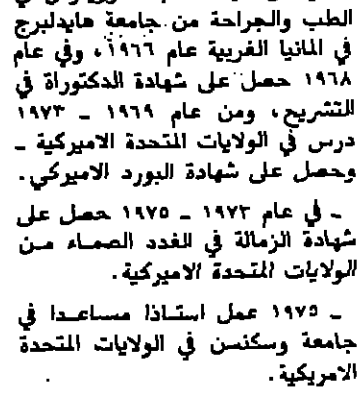 الطب والجراحة من جامعة هايدلبرج
في المانيا الغربية عام ١٩٦٦، وفي عام
١٩٦٨ حصل على شهادة الدكتوراة في
التشريح، ومن عام ١٩٦٩ ـ ١٩٧٣
درس في الولايات المتحدة الاميركية ـ
وحصل على شهادة البورد الاميركي.
ـ في عام ١٩٧٣ ـ ١٩٧٥ حصل على
شهادة الزمالة في الغدد الصماء من
الولايات المتحدة الاميركية.
ـ ١٩٧٥ عمل استاذا مساعدا في
جامعة وسكنسن في الولايات المتحدة
الامريكية.